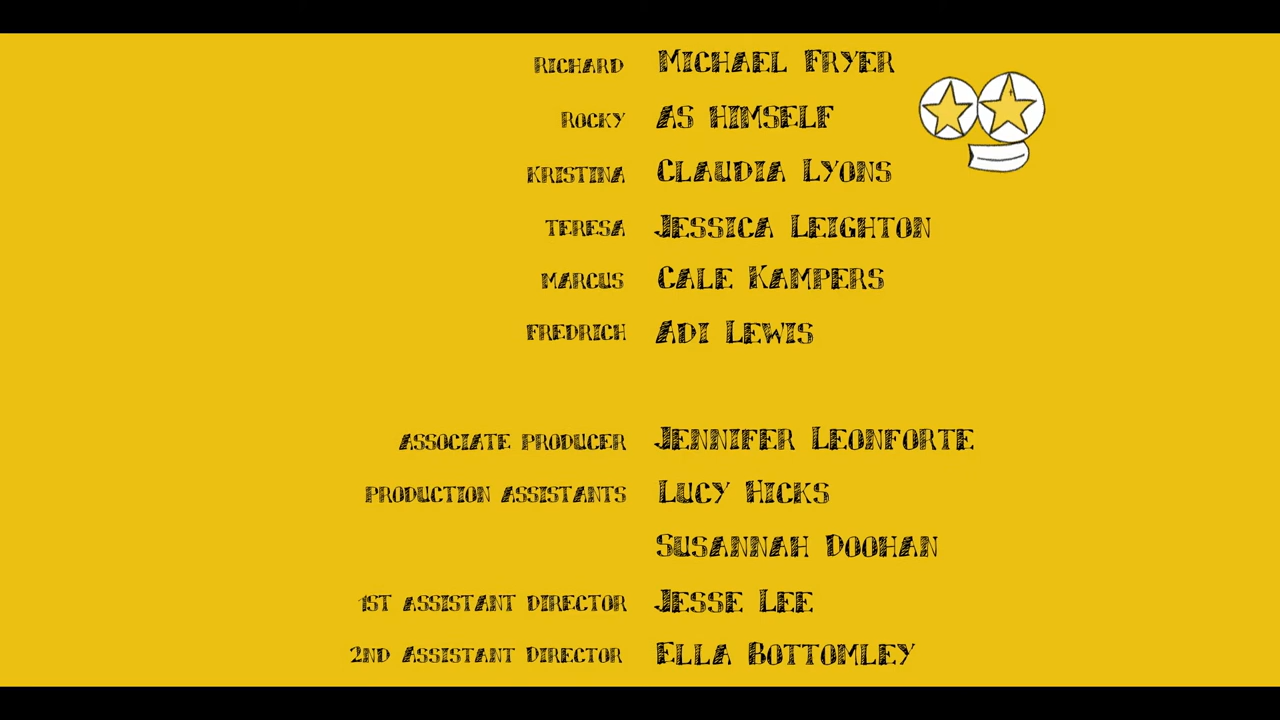 Richard Michael Fryer
Rocky As Himself
Kristina Claudia Lyons
Teresa Jessica Leighton
Marcus Cale Kampers
Fredrich Adi Lewis
Associate Producer Jennifer Leonforte
Production Assistants Lucy Hicks
Susannah Doohan
1st Assistant Director Jesse Lee
2nd Assistant Director Ella Bottomley